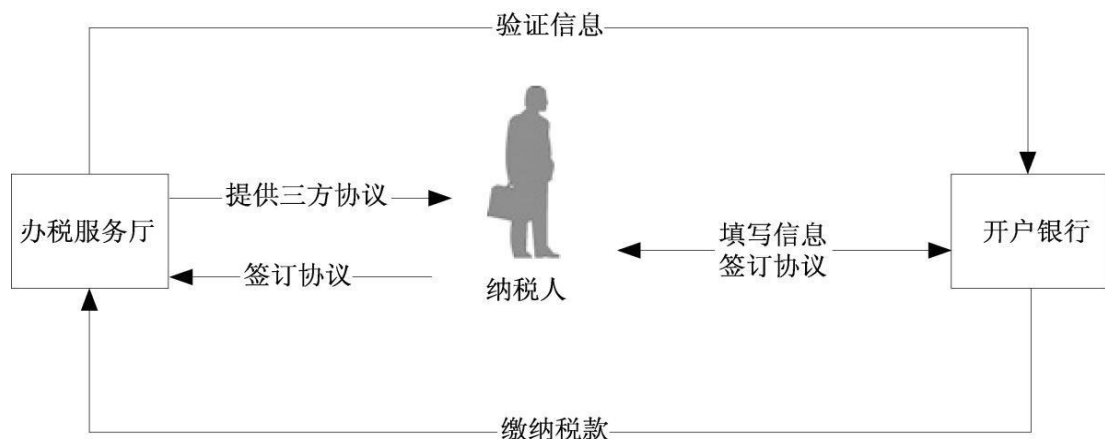 验证信息
提供三方协议
办税服务厅
签订协议
纳税人
填写信息
签订协议
开户银行
缴纳税款